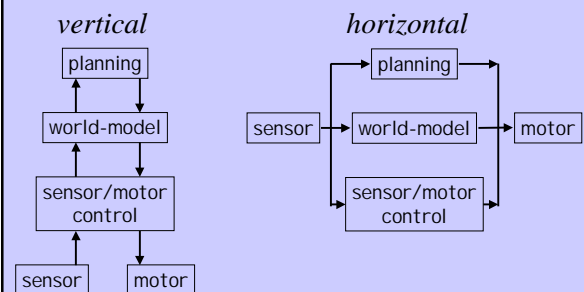 vertical
planning
world-model
sensor/motor
control
sensor
motor
horizontal
planning
sensor
world-model
motor
sensor/motor
control